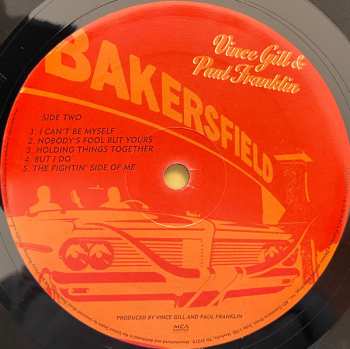 Vince Gill &
Paul Franklin
BAKERSFIELD
SIDE TWO
1. I CAN'T BE MYSELF
2. NOBODY'S FOOL BUT YOURS
3. HOLDING THINGS TOGETHER
4. BUT I DO
5. THE FIGHTIN' SIDE OF ME
PRODUCED BY VINCE GILL AND PAUL FRANKLIN
MCA